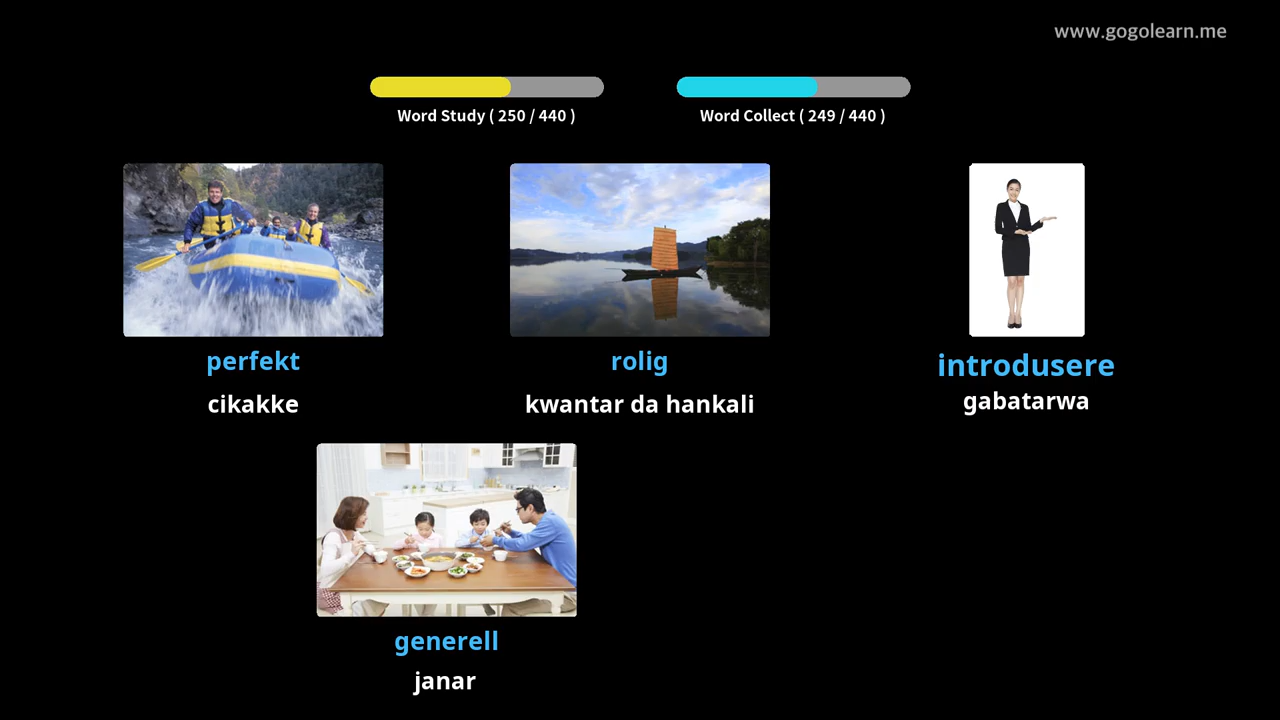 www.gogolearn.me
Word Study ( 250 / 440 )
Word Collect ( 249 / 440 )
perfekt
cikakke
rolig
kwantar da hankali
introdusere
gabatarwa
generell
janar